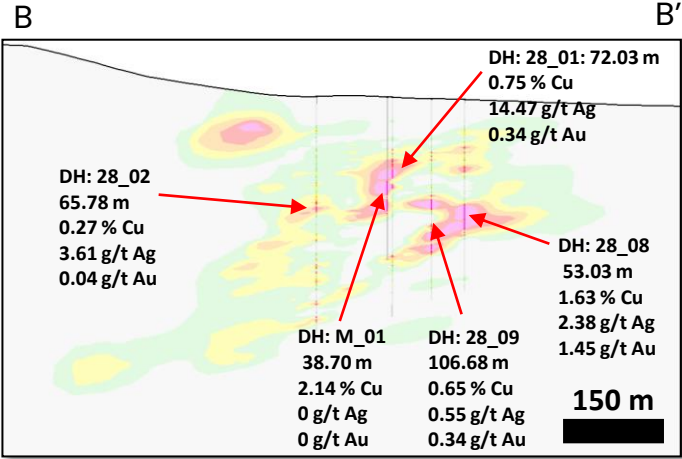 B
B′
DH: 28_01: 72.03 m
0.75 % Cu
14.47 g/t Ag
0.34 g/t Au
DH: 28_02
65.78 m
0.27 % Cu
3.61 g/t Ag
0.04 g/t Au
DH: 28_08
53.03 m
1.63 % Cu
2.38 g/t Ag
1.45 g/t Au
DH: M_01
38.70 m
2.14 % Cu
0 g/t Ag
0 g/t Au
DH: 28_09
106.68 m
0.65 % Cu
0.55 g/t Ag
0.34 g/t Au
150 m